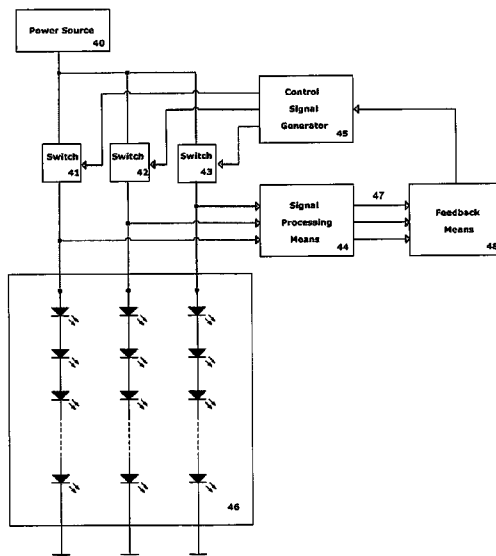 Power Source
40
Control
Signal
Generator
45
Switch
41
Switch
42
Switch
43
47
Signal
Processing
Means
44
Feedback
Means
48
46